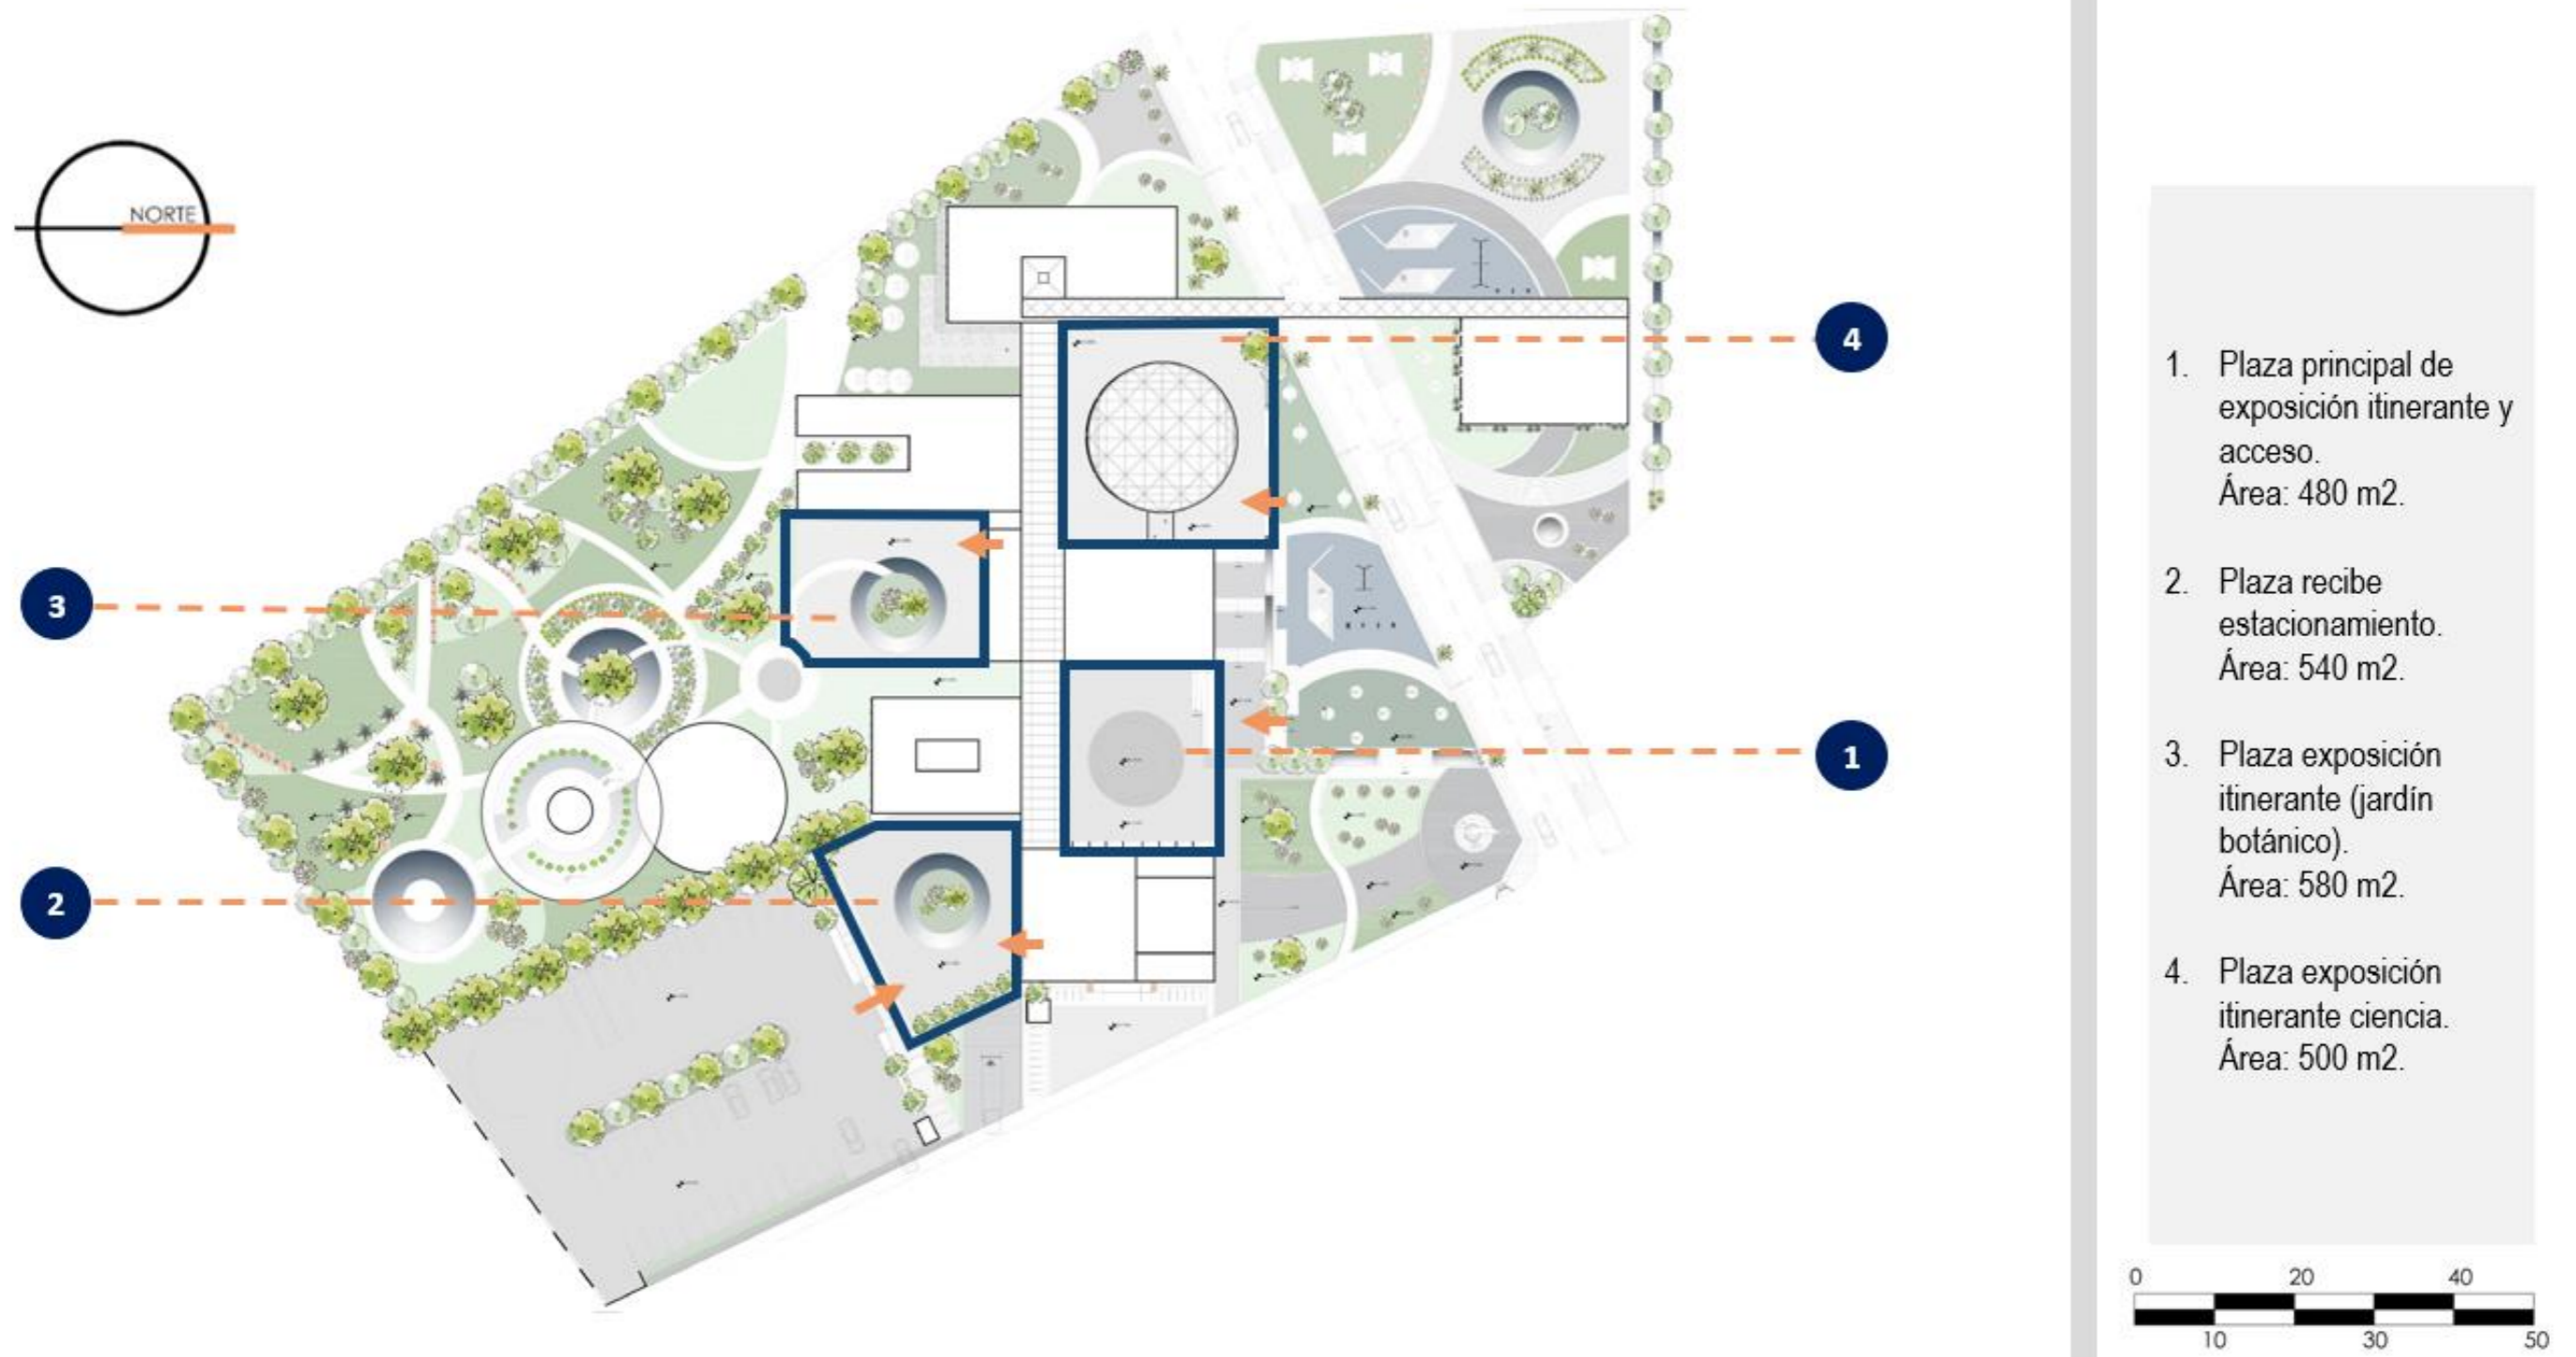 NORTE
4
3
1
2
1. Plaza principal de
exposición itinerante y
acceso.
Área: 480 m2.
2. Plaza recibe
estacionamiento.
Área: 540 m2.
3. Plaza exposición
itinerante (jardín
botánico).
Área: 580 m2.
4. Plaza exposición
itinerante ciencia.
Área: 500 m2.
0 20 40
10 30 50